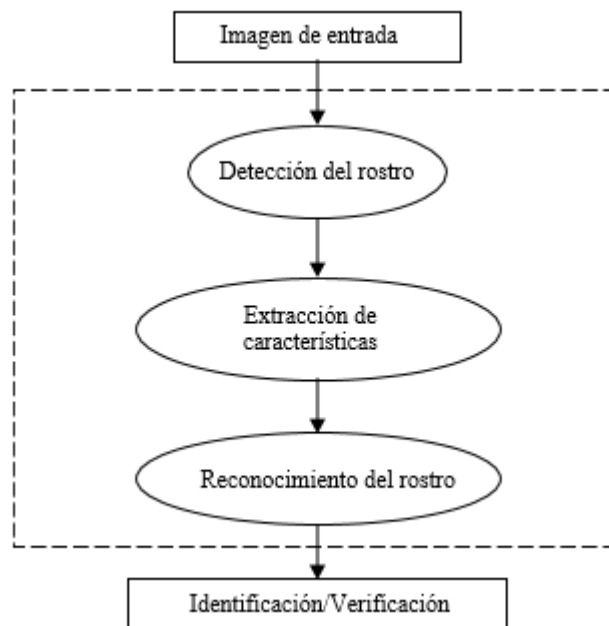 Imagen de entrada
Detección del rostro
Extracción de
características
Reconocimiento del rostro
Identificación/Verificación